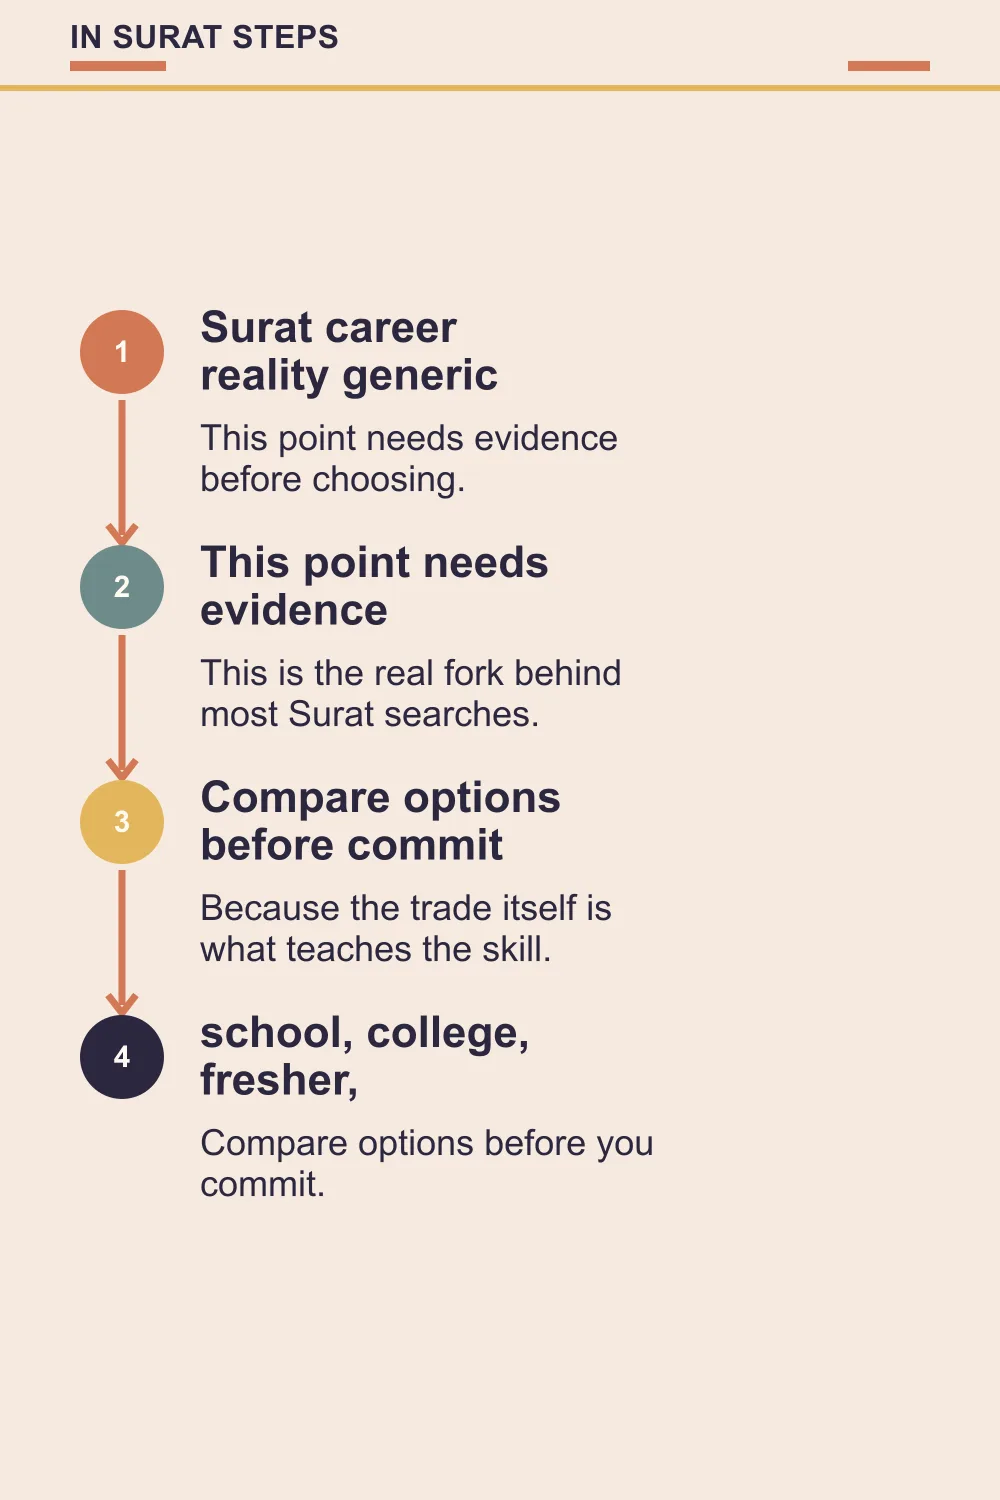 IN SURAT STEPS
1
Surat career
reality generic
This point needs evidence
before choosing.
2
This point needs
evidence
This is the real fork behind
most Surat searches.
3
Compare options
before commit
Because the trade itself is
what teaches the skill.
4
school, college,
fresher,
Compare options before you
commit.